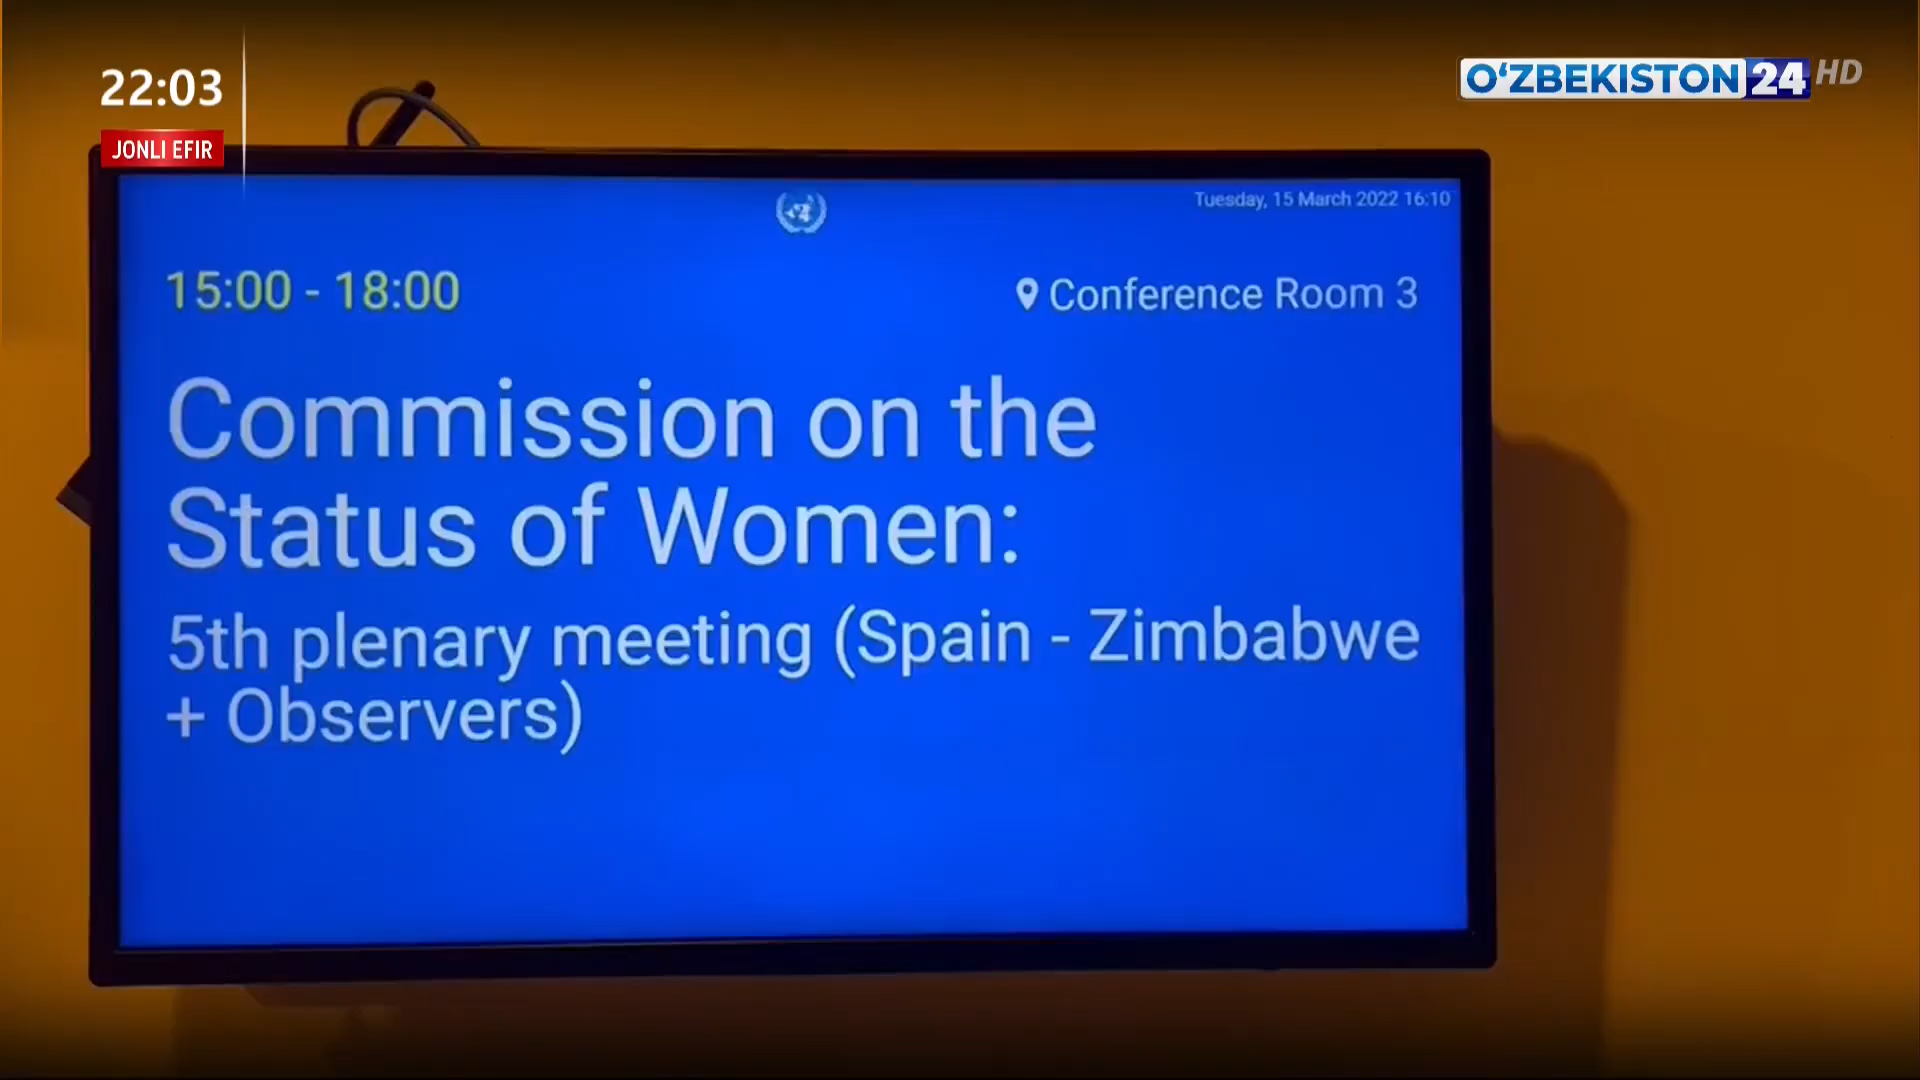 22:03
JONLI EFIR
O‘ZBEKISTON 24 HD
Tuesday, 15 March 2022 16:10
15:00 - 18:00
Conference Room 3
Commission on the
Status of Women:
5th plenary meeting (Spain - Zimbabwe
+ Observers)